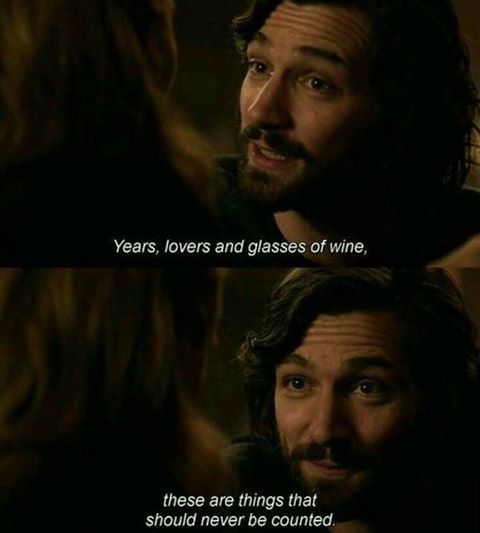 Years, lovers and glasses of wine,
these are things that
should never be counted.